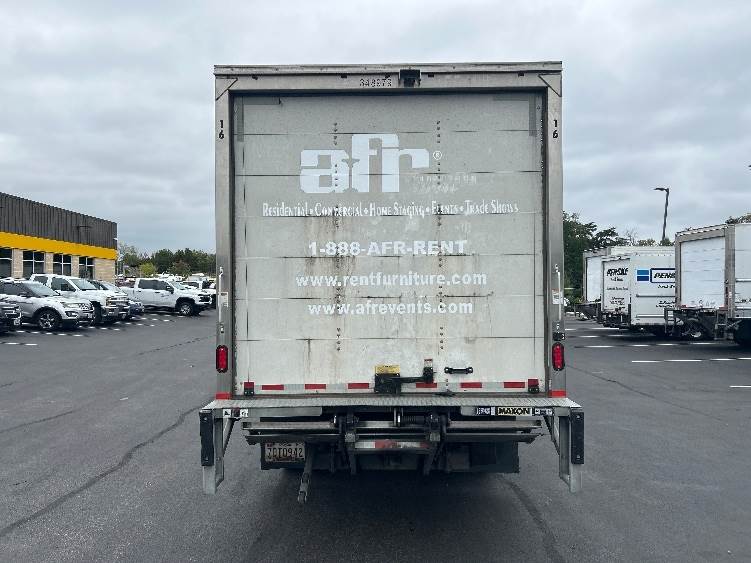 348973
16
16
afr®
Residential • Commercial • Home Staging • Events • Trade Shows
1-888-AFR-RENT
www.rentfurniture.com
www.afrevents.com
MAXON
PENSKE
PENSKE